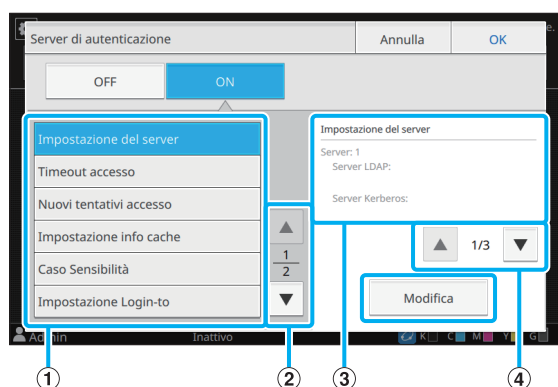 e.
Server di autenticazione
Annulla
OK
OFF
ON
Impostazione del server
Timeout accesso
Nuovi tentativi accesso
Impostazione info cache
Caso Sensibilità
Impostazione Login-to
1
2
Impostazione del server
Server: 1
Server LDAP:
Server Kerberos:
1/3
Modifica
Admin
Inattivo
K
C
M
Y
G
1
2
3
4